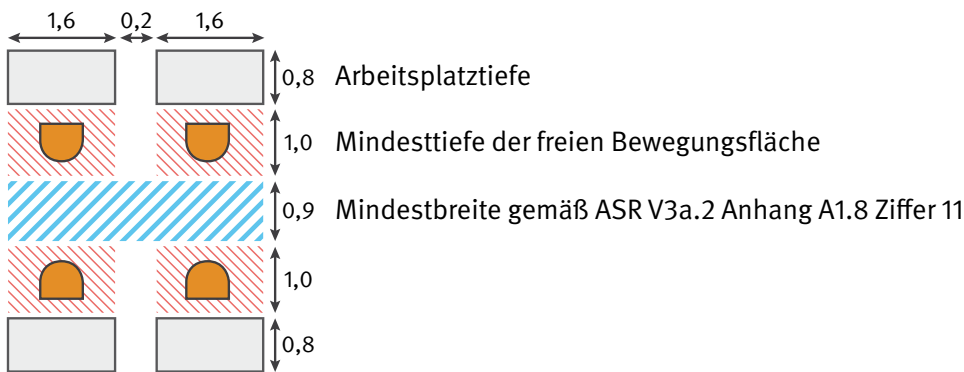 1,6 0,2 1,6
0,8 Arbeitsplatztiefe
1,0 Mindesttiefe der freien Bewegungsfläche
0,9 Mindestbreite gemäß ASR V3a.2 Anhang A1.8 Ziffer 11
1,0
0,8